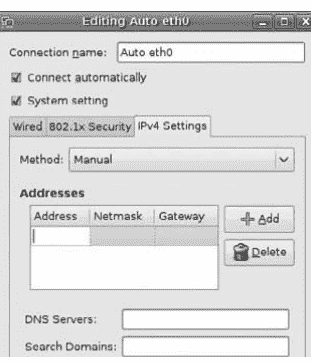 Editing Auto eth0
Connection name: Auto eth0
Connect automatically
System setting
Wired 802.1x Security IPv4 Settings
Method: Manual
Addresses
Address Netmask Gateway
Add
Delete
DNS Servers:
Search Domains: